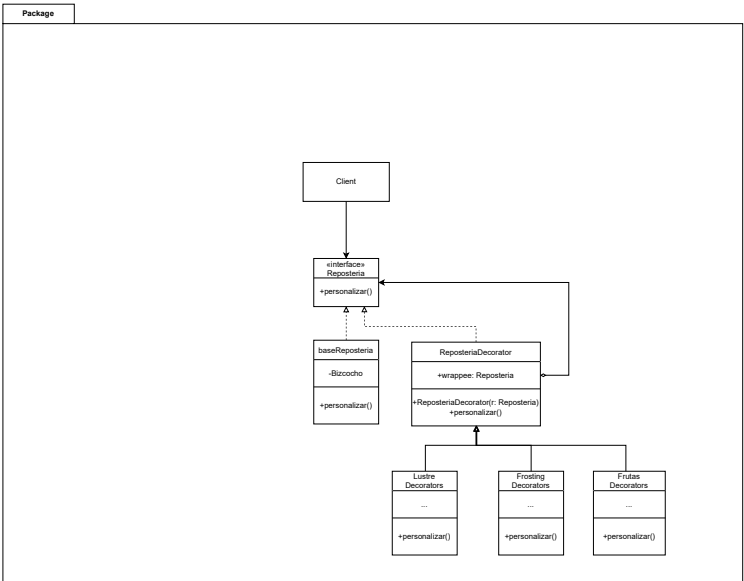 Package
Client
«interface»
Reposteria
+personalizar()
baseReposteria
-Bizcocho
+personalizar()
ReposteriaDecorator
+wrappee: Reposteria
+ReposteriaDecorator(r: Reposteria)
+personalizar()
Lustre
Decorators
...
+personalizar()
Frosting
Decorators
...
+personalizar()
Frutas
Decorators
...
+personalizar()